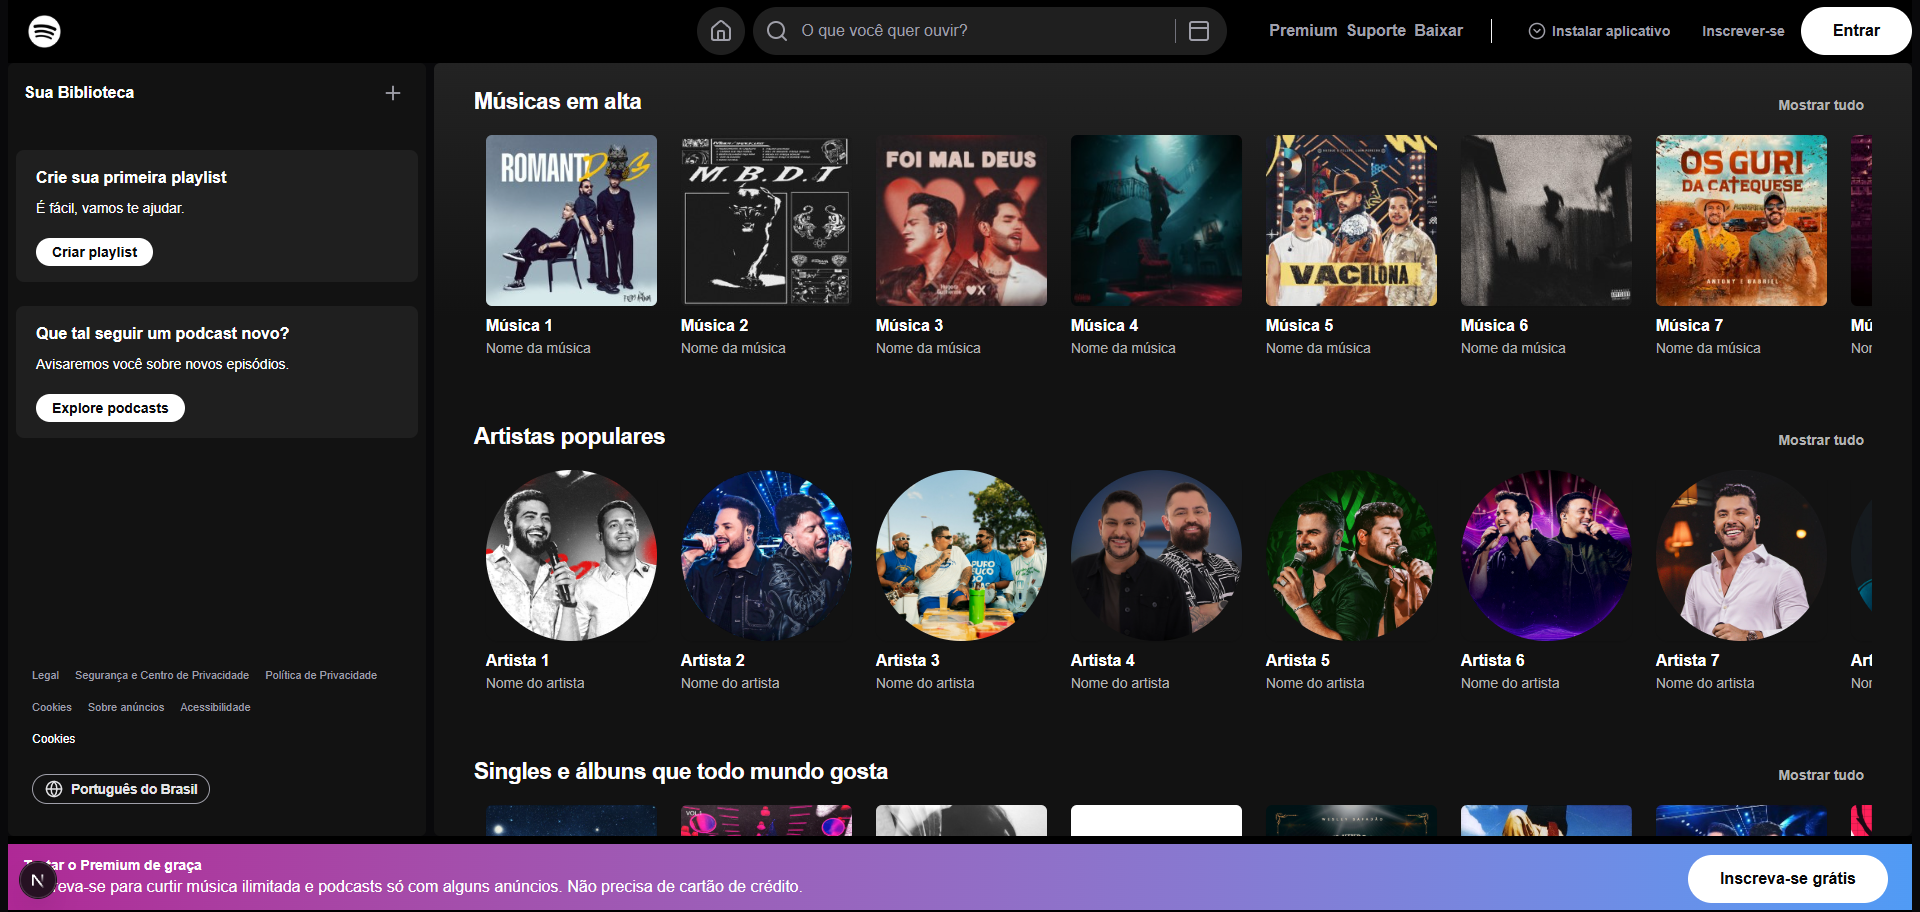 O que você quer ouvir?
Premium Suporte Baixar
Instalar aplicativo
Inscrever-se
Entrar
Sua Biblioteca
Crie sua primeira playlist
É fácil, vamos te ajudar.
Criar playlist
Que tal seguir um podcast novo?
Avisaremos você sobre novos episódios.
Explore podcasts
Legal Segurança e Centro de Privacidade Política de Privacidade
Cookies Sobre anúncios Acessibilidade
Cookies
Português do Brasil
Músicas em alta
Mostrar tudo
M.B.D.T
FOI MAL DEUS
VACILONA
OS GURI
DA CATEQUESE
ANTONY E GABRIEL
Música 1 Música 2 Música 3 Música 4 Música 5 Música 6 Música 7 Mú
Nome da música Nome da música Nome da música Nome da música Nome da música Nome da música Nome da música Nor
Artistas populares
Mostrar tudo
Artista 1 Artista 2 Artista 3 Artista 4 Artista 5 Artista 6 Artista 7 Art
Nome do artista Nome do artista Nome do artista Nome do artista Nome do artista Nome do artista Nome do artista Nor
Singles e álbuns que todo mundo gosta
Mostrar tudo
VOL.1
WESLEY SAFADÃO
tar o Premium de graça
N
reva-se para curtir música ilimitada e podcasts só com alguns anúncios. Não precisa de cartão de crédito.
Inscreva-se grátis